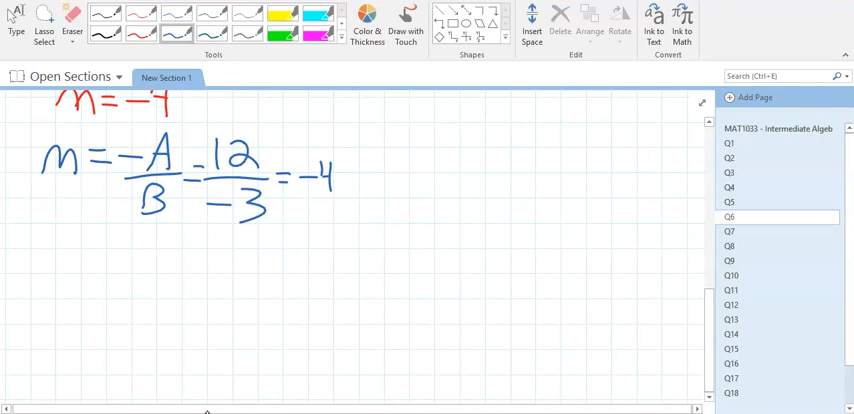 Type
Lasso Select
Eraser
Color & Thickness
Draw with Touch
Insert Space
Delete
Arrange
Rotate
Ink to Text
Ink to Math
Tools
Shapes
Edit
Convert
Open Sections
New Section 1
Search (Ctrl+E)
Add Page
m = -4
m = -A/B = 12/-3 = -4
MAT1033 - Intermediate Algeb
Q1
Q2
Q3
Q4
Q5
Q6
Q7
Q8
Q9
Q10
Q11
Q12
Q13
Q14
Q15
Q16
Q17
Q18